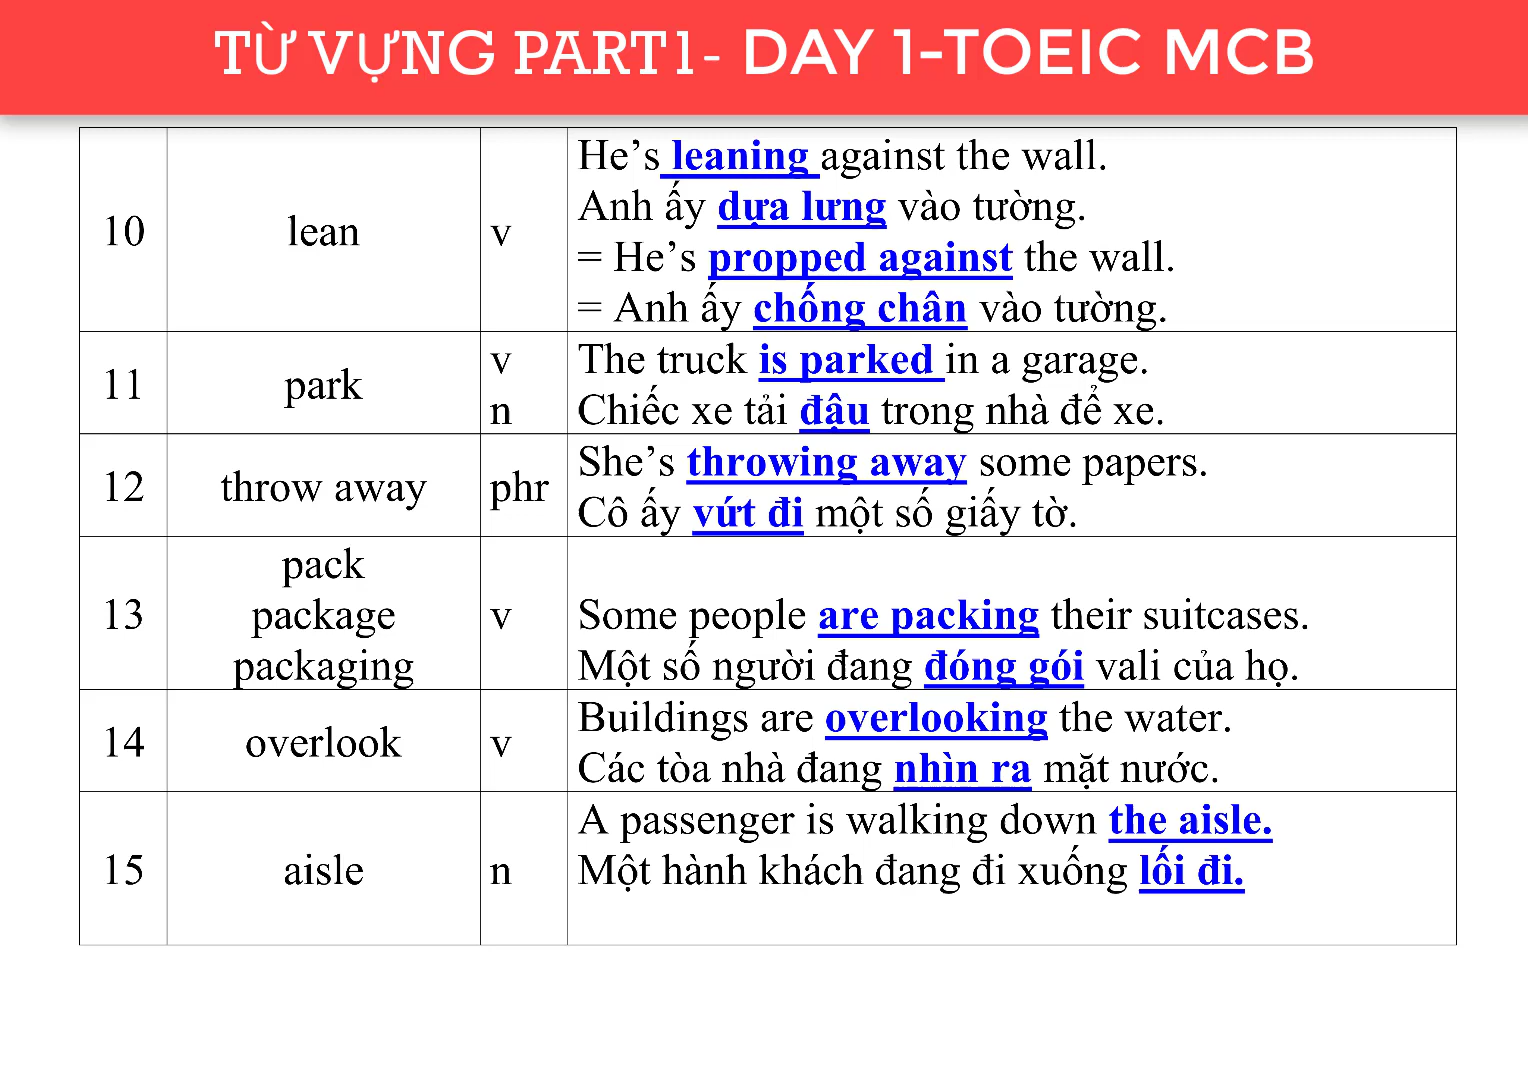 TỪ VỰNG PART1- DAY 1-TOEIC MCB
10 lean v
He’s leaning against the wall.
Anh ấy dựa lưng vào tường.
= He’s propped against the wall.
= Anh ấy chống chân vào tường.
11 park v n
The truck is parked in a garage.
Chiếc xe tải đậu trong nhà để xe.
12 throw away phr
She’s throwing away some papers.
Cô ấy vứt đi một số giấy tờ.
13 pack package packaging v
Some people are packing their suitcases.
Một số người đang đóng gói vali của họ.
14 overlook v
Buildings are overlooking the water.
Các tòa nhà đang nhìn ra mặt nước.
15 aisle n
A passenger is walking down the aisle.
Một hành khách đang đi xuống lối đi.